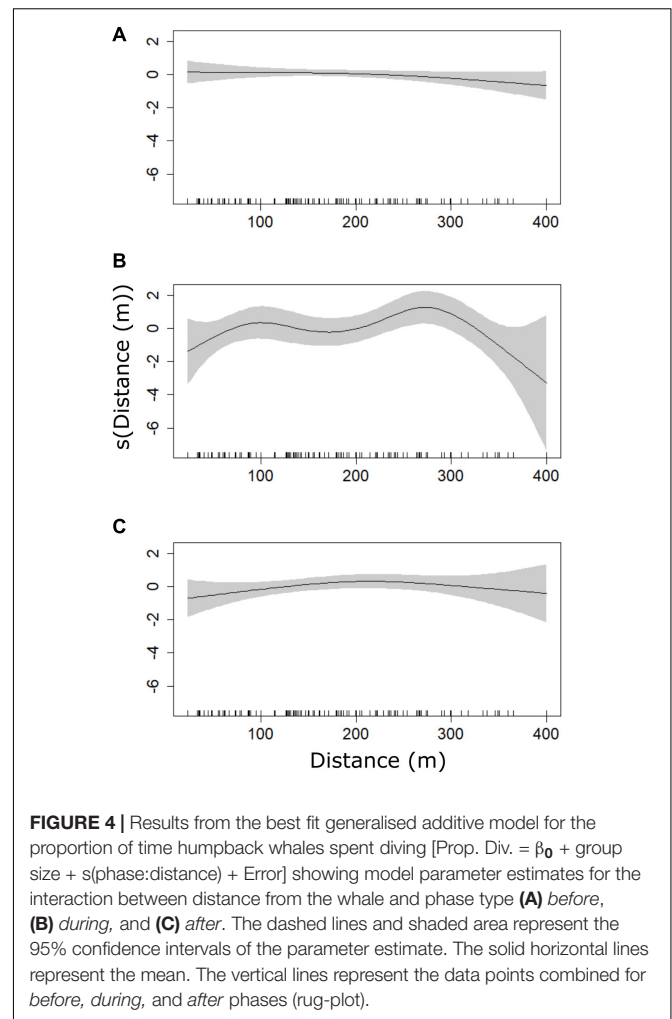 A
2
0
-2
-4
-6
100 200 300 400
B
s(Distance (m))
2
0
-2
-4
-6
100 200 300 400
C
2
0
-2
-4
-6
100 200 300 400
Distance (m)
FIGURE 4 | Results from the best fit generalised additive model for the
proportion of time humpback whales spent diving [Prop. Div. = β0 + group
size + s(phase:distance) + Error] showing model parameter estimates for the
interaction between distance from the whale and phase type (A) before,
(B) during, and (C) after. The dashed lines and shaded area represent the
95% confidence intervals of the parameter estimate. The solid horizontal lines
represent the mean. The vertical lines represent the data points combined for
before, during, and after phases (rug-plot).